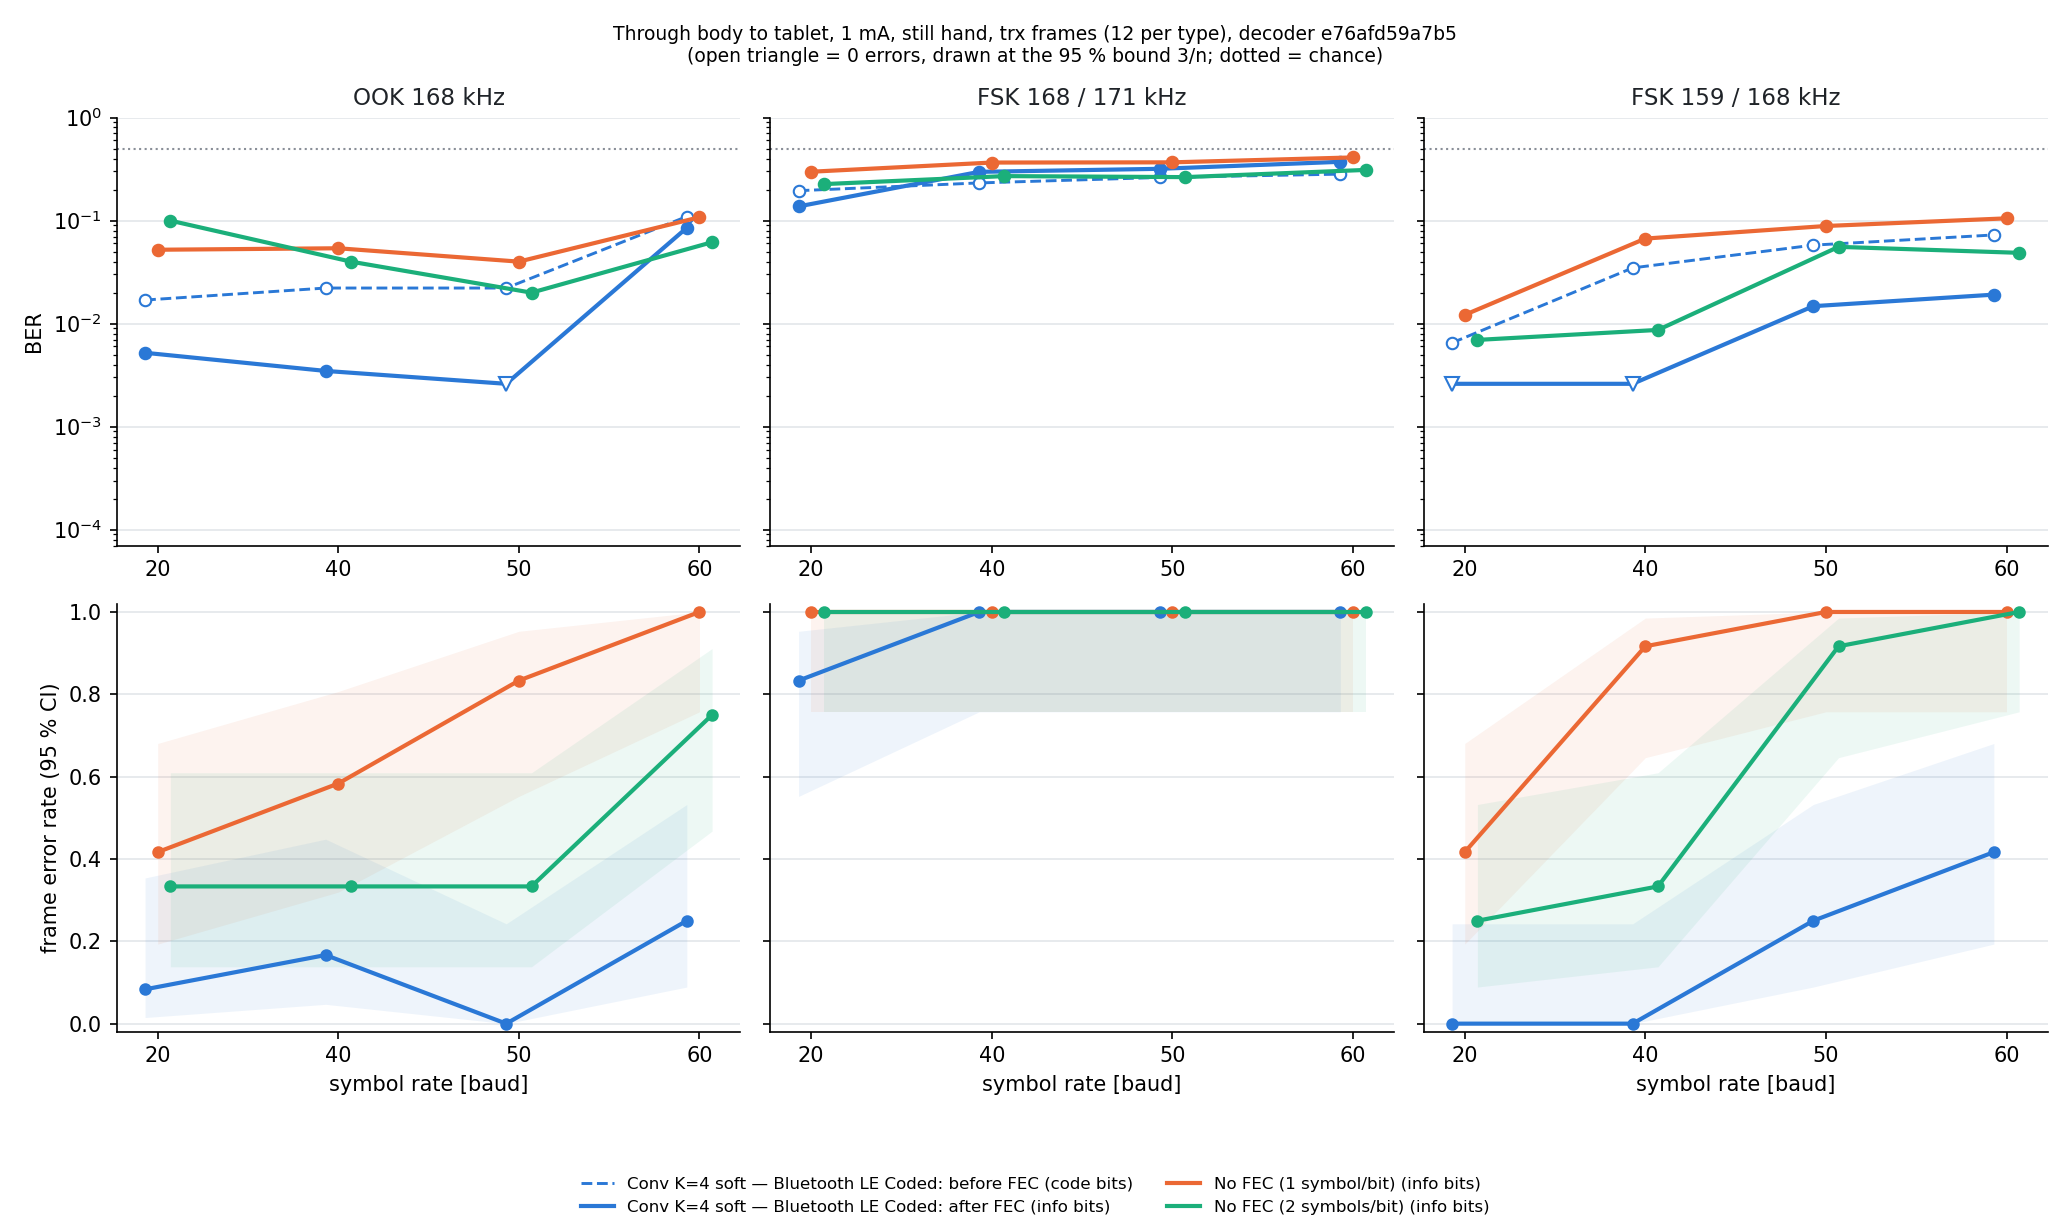 Through body to tablet, 1 mA, still hand, trx frames (12 per type), decoder e76afd59a7b5
(open triangle = 0 errors, drawn at the 95 % bound 3/n; dotted = chance)
OOK 168 kHz
FSK 168 / 171 kHz
FSK 159 / 168 kHz
BER
10⁰
10⁻¹
10⁻²
10⁻³
10⁻⁴
20 40 50 60
20 40 50 60
20 40 50 60
frame error rate (95 % CI)
1.0
0.8
0.6
0.4
0.2
0.0
20 40 50 60
20 40 50 60
20 40 50 60
symbol rate [baud]
symbol rate [baud]
symbol rate [baud]
Conv K=4 soft — Bluetooth LE Coded: before FEC (code bits)
Conv K=4 soft — Bluetooth LE Coded: after FEC (info bits)
No FEC (1 symbol/bit) (info bits)
No FEC (2 symbols/bit) (info bits)